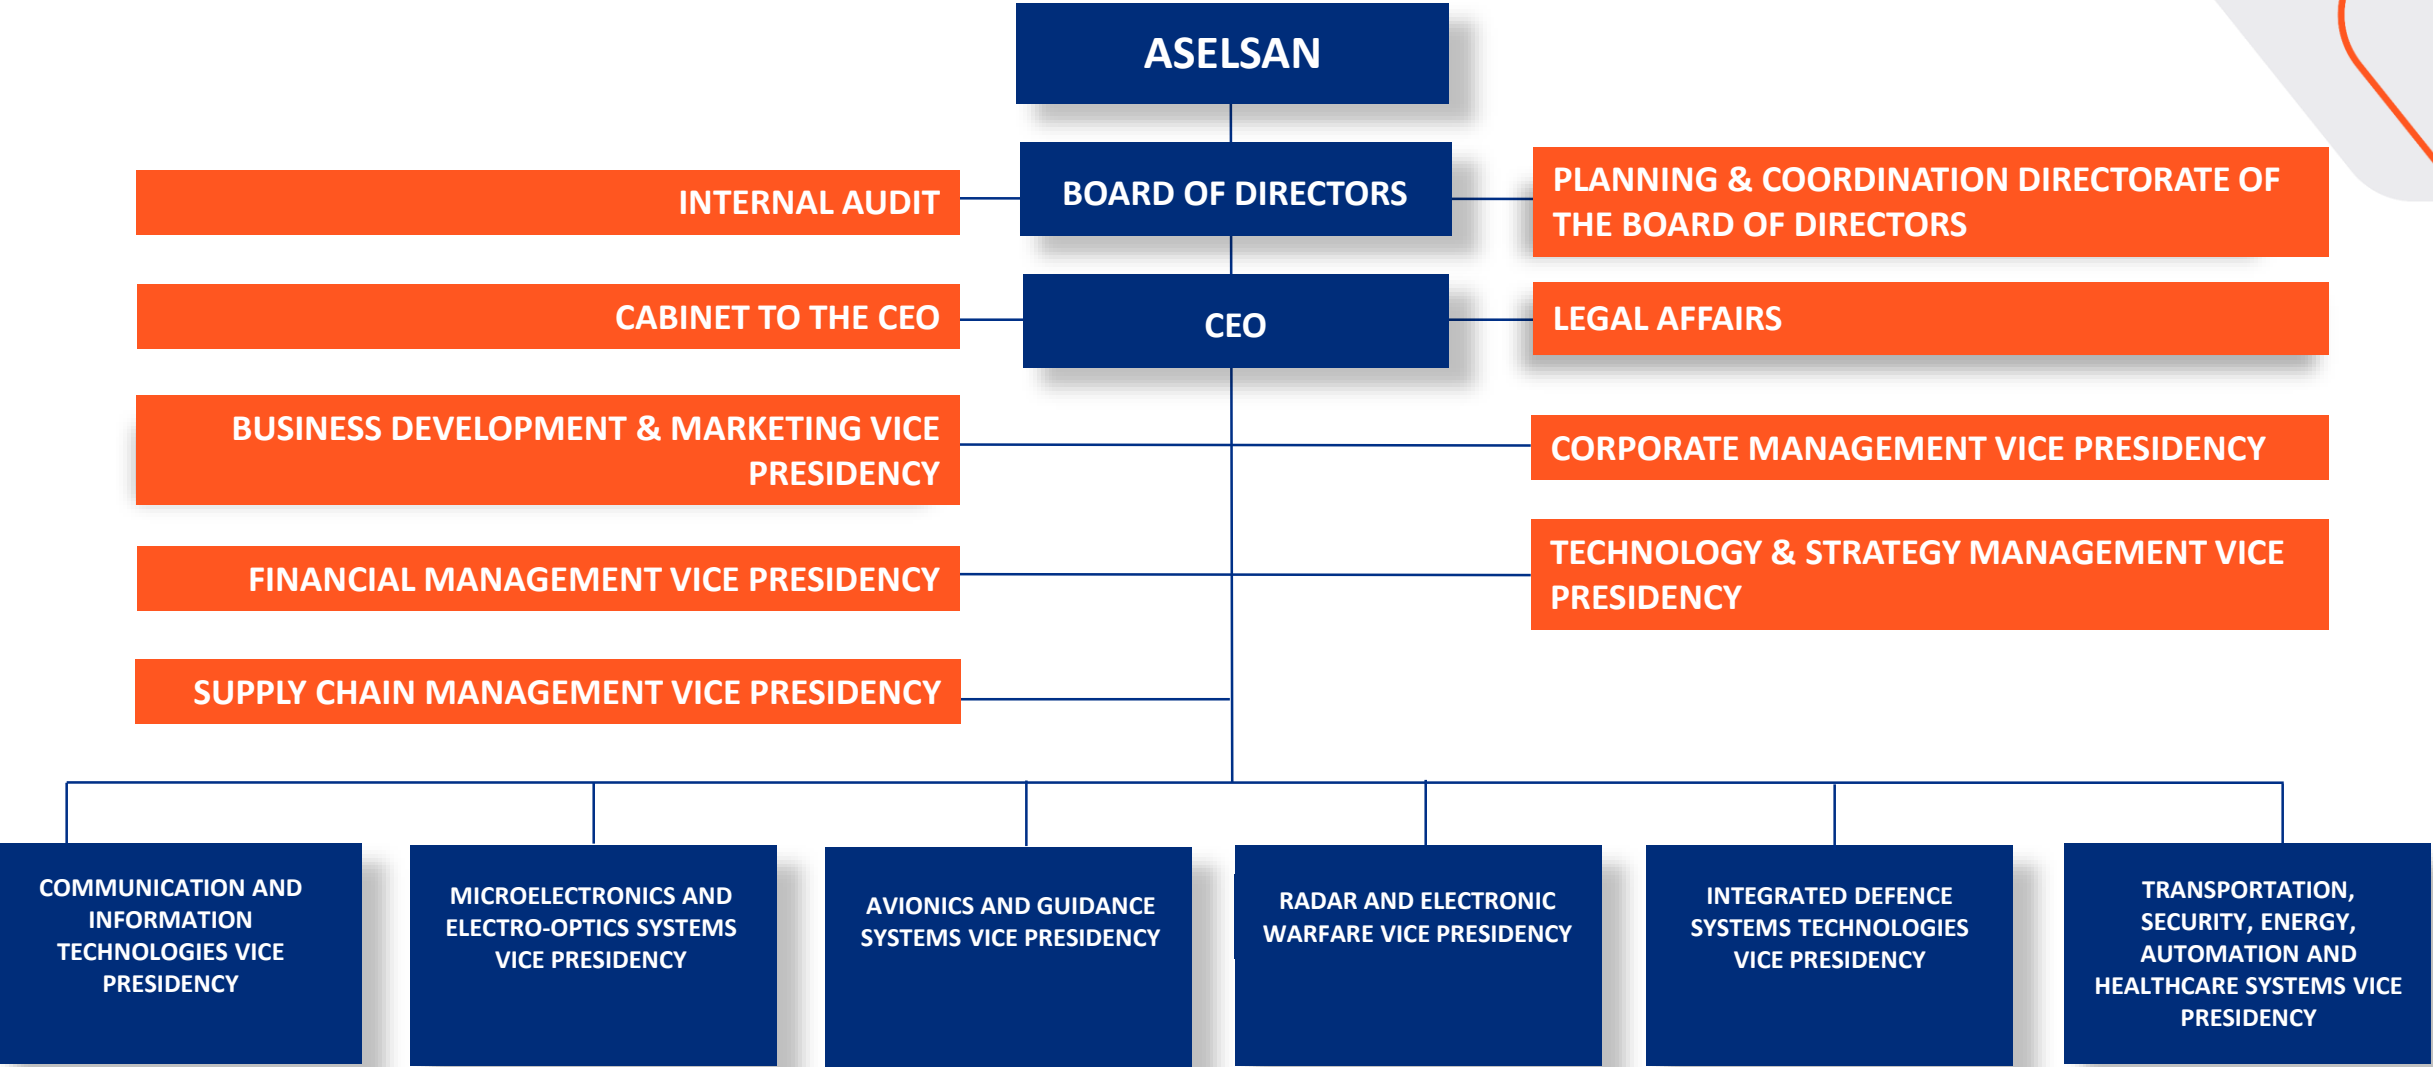 ASELSAN
INTERNAL AUDIT
BOARD OF DIRECTORS
PLANNING & COORDINATION DIRECTORATE OF
THE BOARD OF DIRECTORS
CABINET TO THE CEO
CEO
LEGAL AFFAIRS
BUSINESS DEVELOPMENT & MARKETING VICE
PRESIDENCY
CORPORATE MANAGEMENT VICE PRESIDENCY
FINANCIAL MANAGEMENT VICE PRESIDENCY
TECHNOLOGY & STRATEGY MANAGEMENT VICE
PRESIDENCY
SUPPLY CHAIN MANAGEMENT VICE PRESIDENCY
COMMUNICATION AND
INFORMATION
TECHNOLOGIES VICE
PRESIDENCY
MICROELECTRONICS AND
ELECTRO-OPTICS SYSTEMS
VICE PRESIDENCY
AVIONICS AND GUIDANCE
SYSTEMS VICE PRESIDENCY
RADAR AND ELECTRONIC
WARFARE VICE PRESIDENCY
INTEGRATED DEFENCE
SYSTEMS TECHNOLOGIES
VICE PRESIDENCY
TRANSPORTATION,
SECURITY, ENERGY,
AUTOMATION AND
HEALTHCARE SYSTEMS VICE
PRESIDENCY